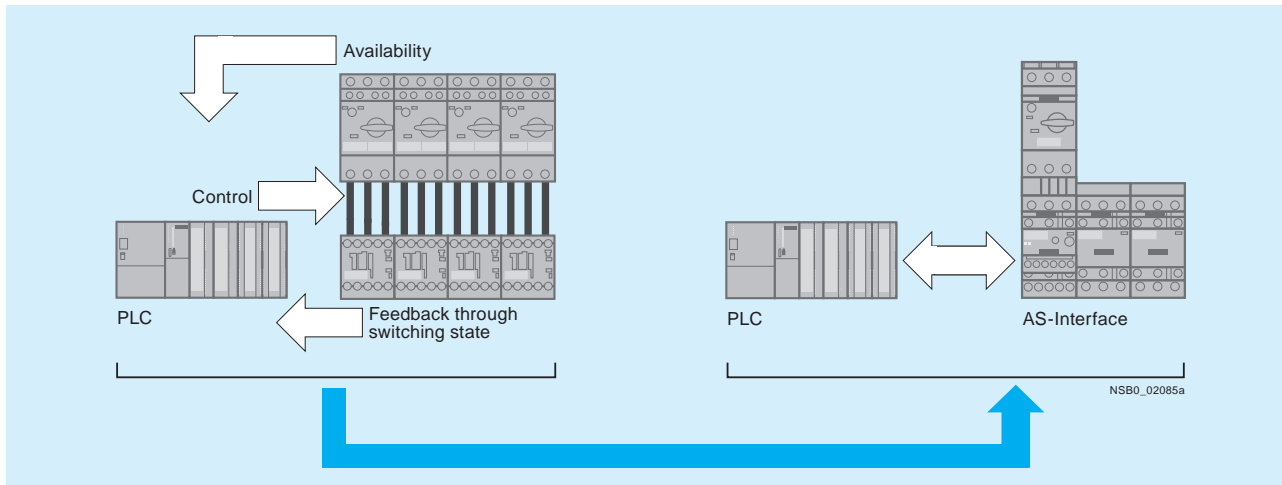 Availability
Control
PLC
Feedback through
switching state
PLC
AS-Interface
NSB0_02085a